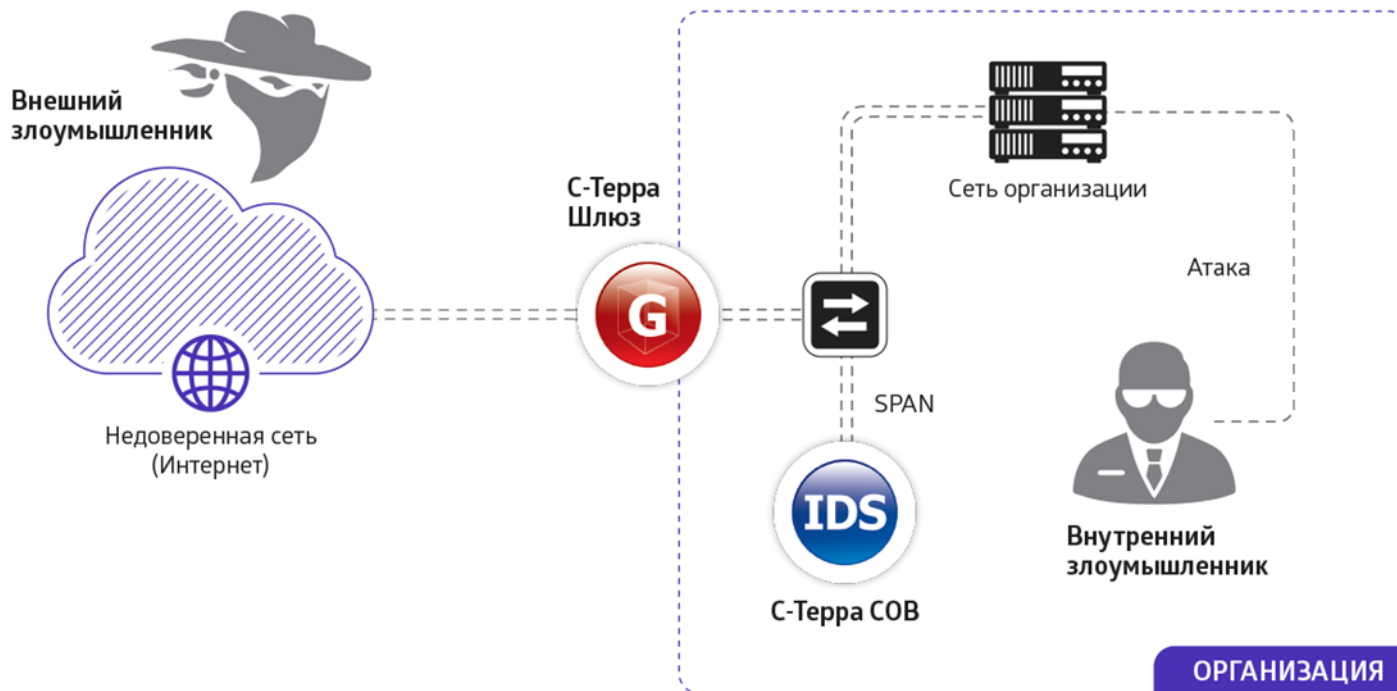 Внешний
злоумышленник
Недоверенная сеть
(Интернет)
С-Терра
Шлюз
G
SPAN
IDS
С-Терра СОВ
Сеть организации
Атака
Внутренний
злоумышленник
ОРГАНИЗАЦИЯ